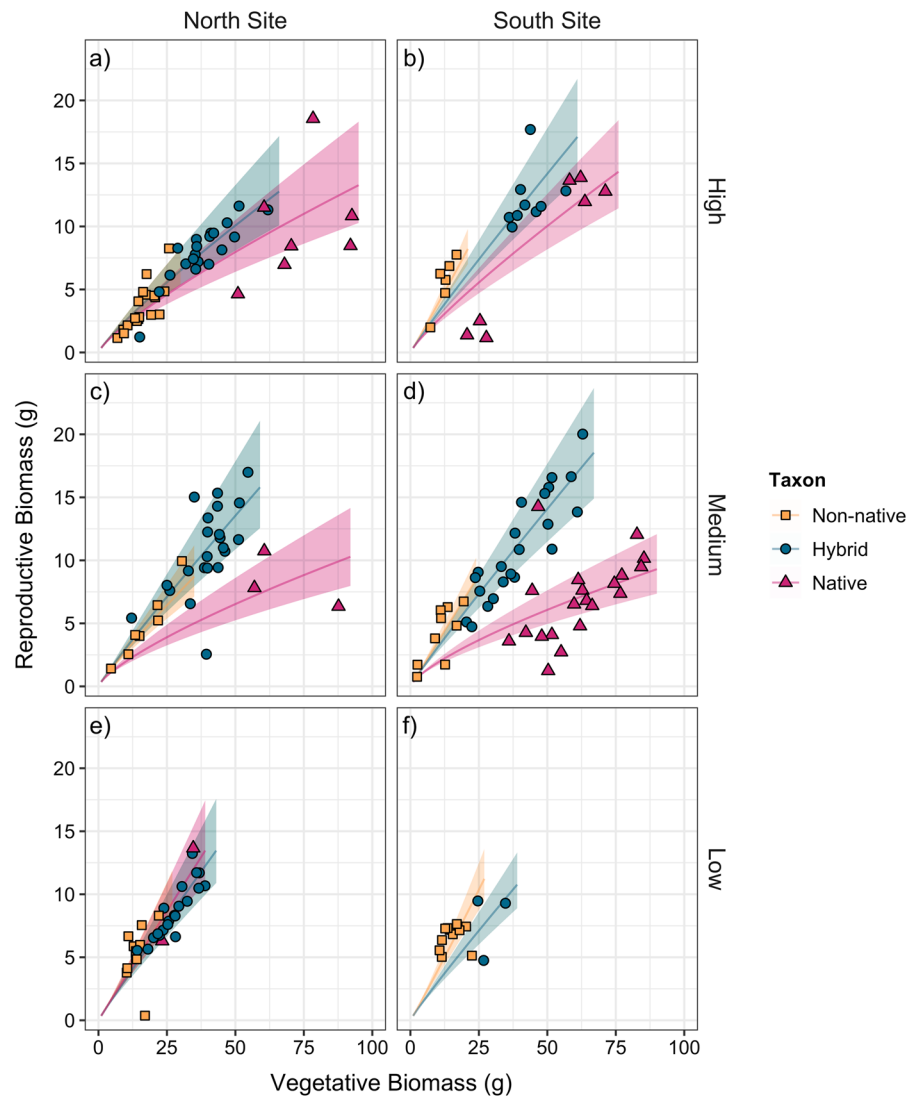 North Site
South Site
a)
b)
20
15
10
5
0
High
c)
d)
20
15
10
5
0
Medium
Reproductive Biomass (g)
Taxon
Non-native
Hybrid
Native
e)
f)
20
15
10
5
0
Low
0
25
50
75
100
0
25
50
75
100
Vegetative Biomass (g)